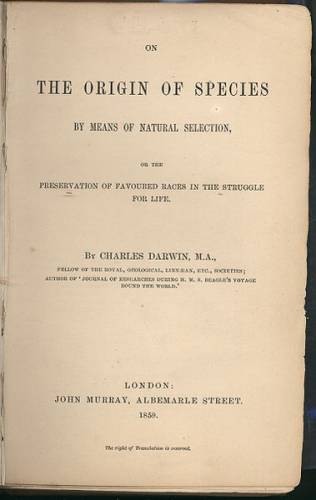 ON
THE ORIGIN OF SPECIES
BY MEANS OF NATURAL SELECTION,
OR THE
PRESERVATION OF FAVOURED RACES IN THE STRUGGLE
FOR LIFE.
BY CHARLES DARWIN, M.A.,
FELLOW OF THE ROYAL, GEOLOGICAL, LINNÆAN, ETC., SOCIETIES;
AUTHOR OF 'JOURNAL OF RESEARCHES DURING H. M. S. BEAGLE'S VOYAGE
ROUND THE WORLD.'
LONDON:
JOHN MURRAY, ALBEMARLE STREET.
1859.
The right of Translation is reserved.